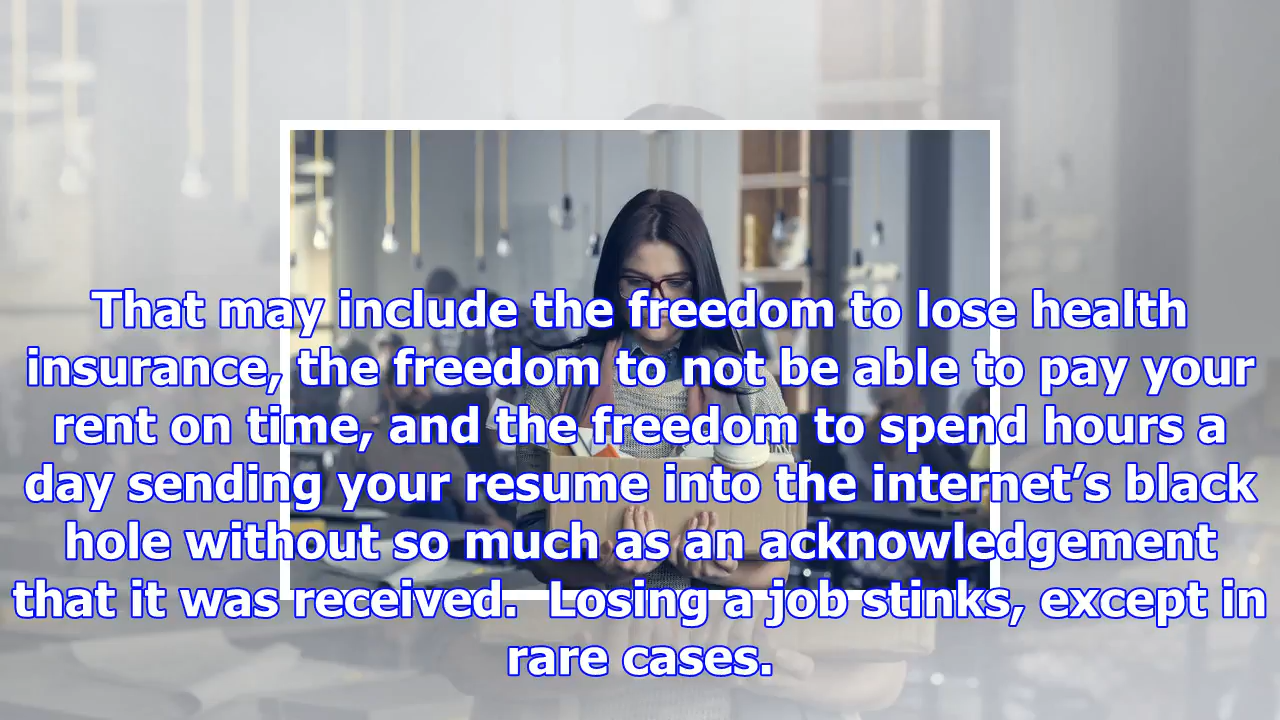 That may include the freedom to lose health
insurance, the freedom to not be able to pay your
rent on time, and the freedom to spend hours a
day sending your resume into the internet’s black
hole without so much as an acknowledgement
that it was received.  Losing a job stinks, except in
rare cases.